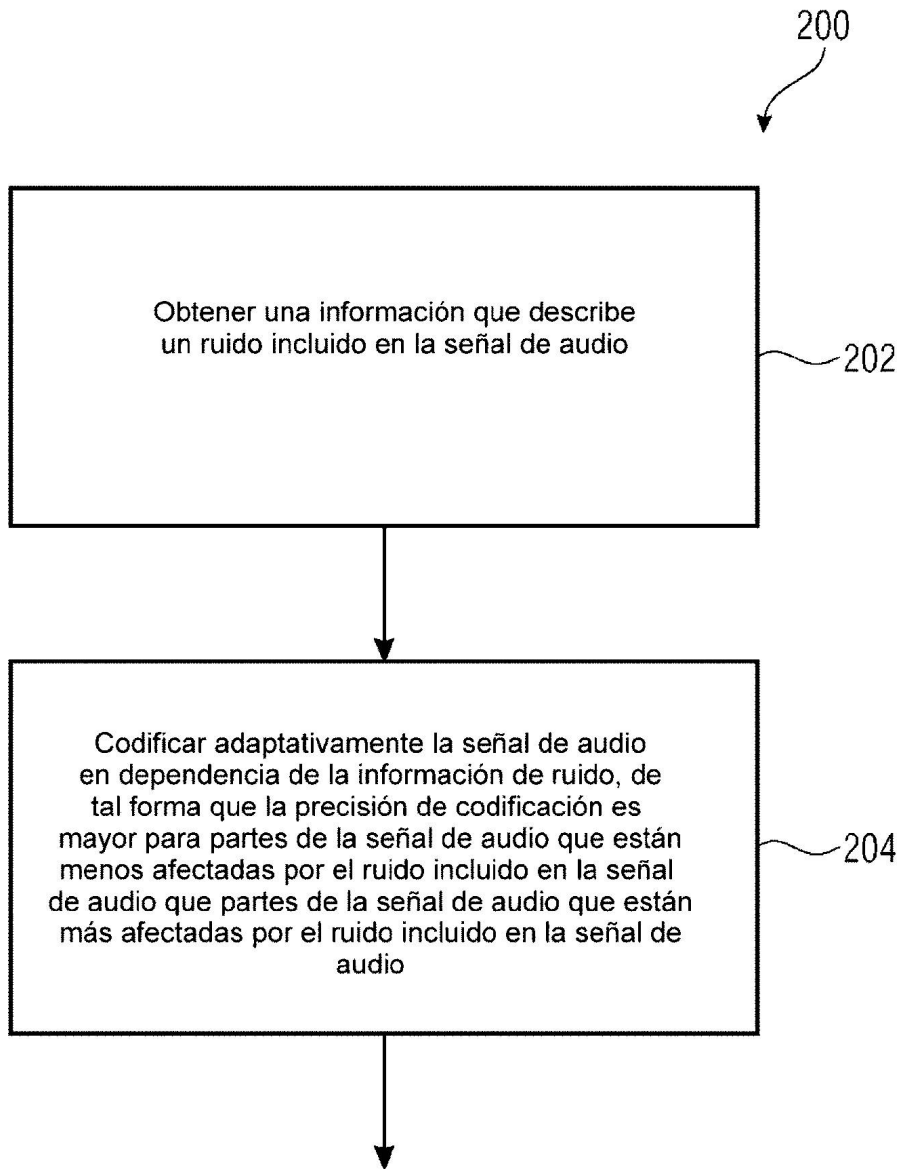 200
Obtener una información que describe
un ruido incluido en la señal de audio
202
Codificar adaptativamente la señal de audio
en dependencia de la información de ruido, de
tal forma que la precisión de codificación es
mayor para partes de la señal de audio que están
menos afectadas por el ruido incluido en la señal
de audio que partes de la señal de audio que están
más afectadas por el ruido incluido en la señal de
audio
204